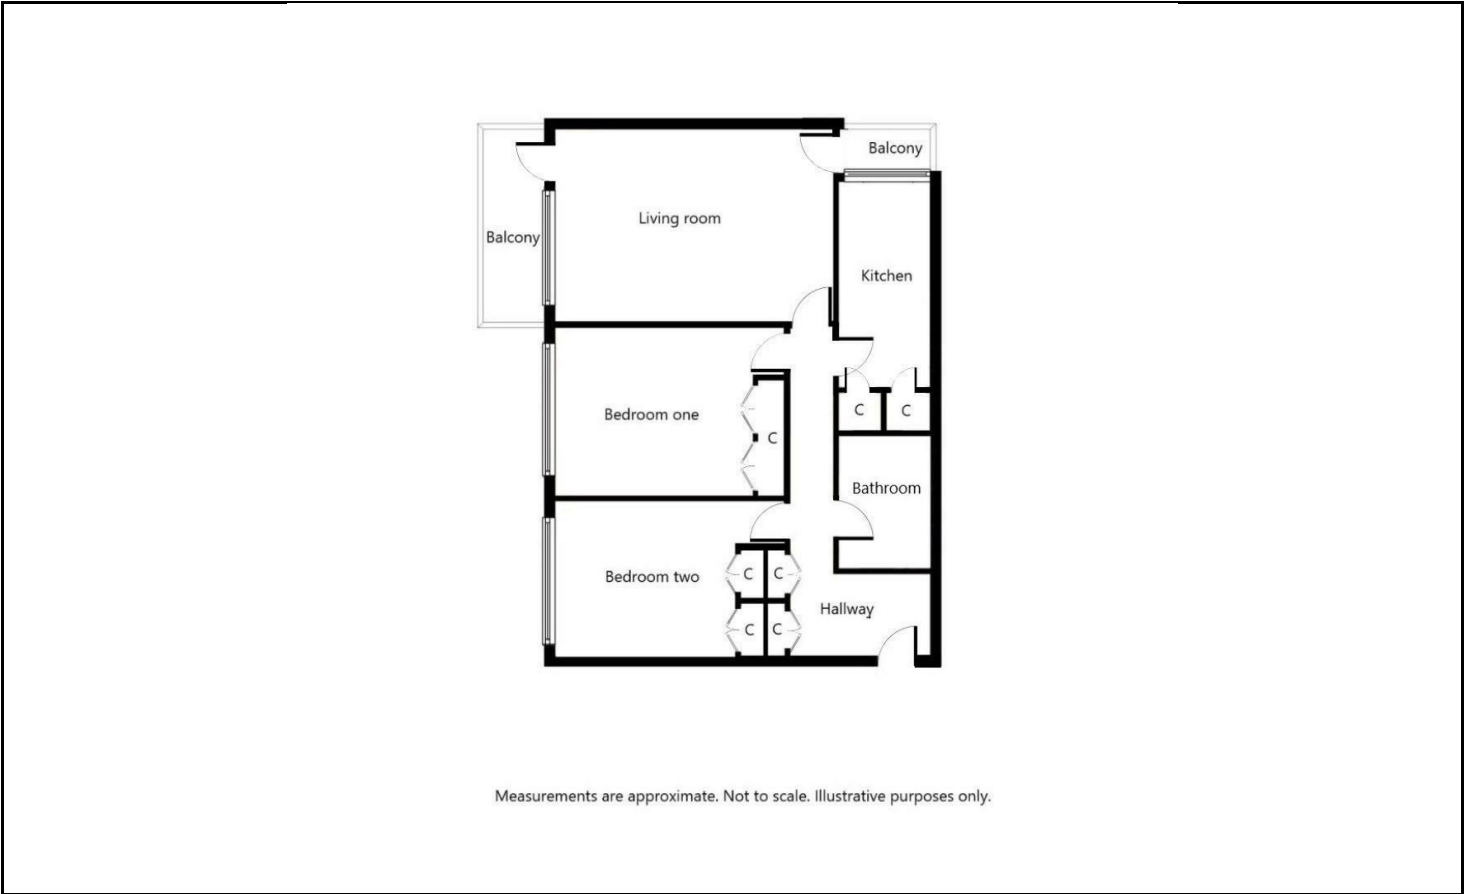 Balcony
Living room
Balcony
Kitchen
Bedroom one
C
C
C
Bathroom
Bedroom two
C
C
Hallway
C
C
Measurements are approximate. Not to scale. Illustrative purposes only.